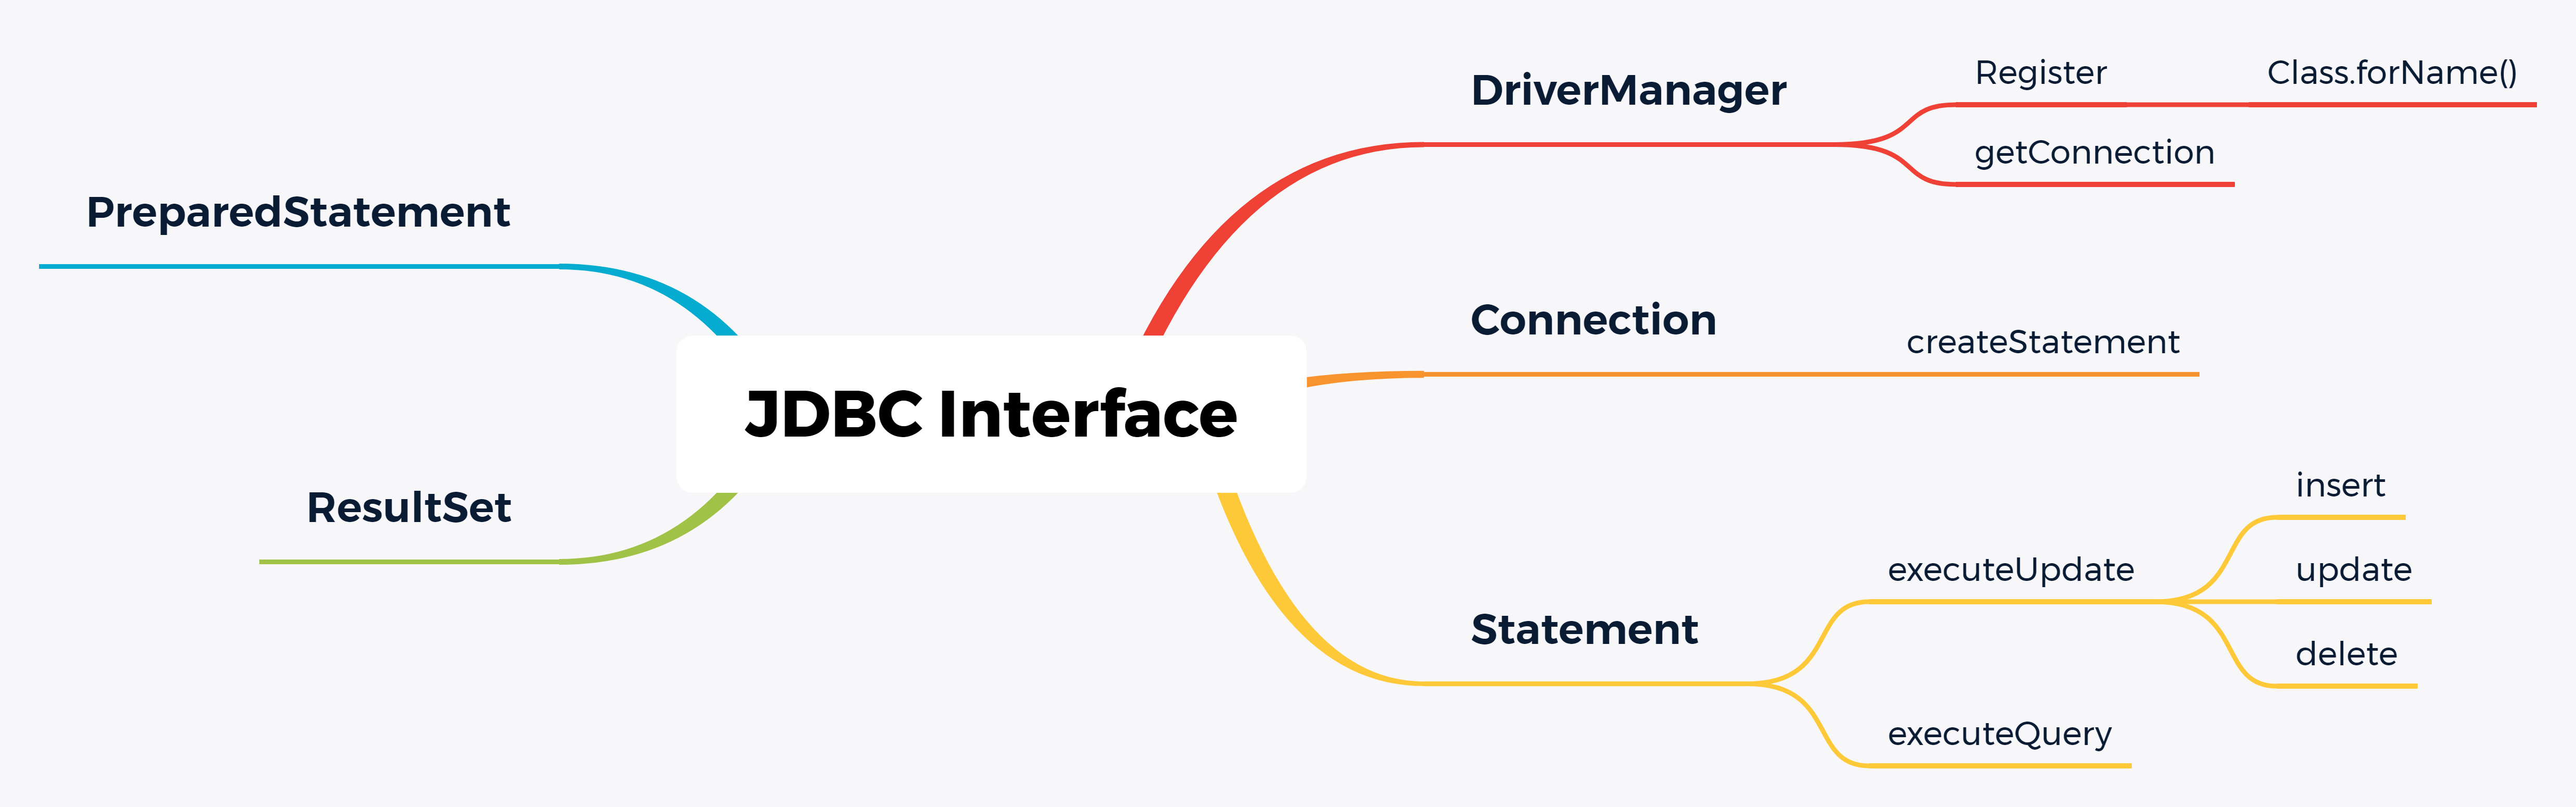 JDBC Interface
DriverManager
Register
Class.forName()
getConnection
Connection
createStatement
Statement
executeUpdate
insert
update
delete
executeQuery
PreparedStatement
ResultSet